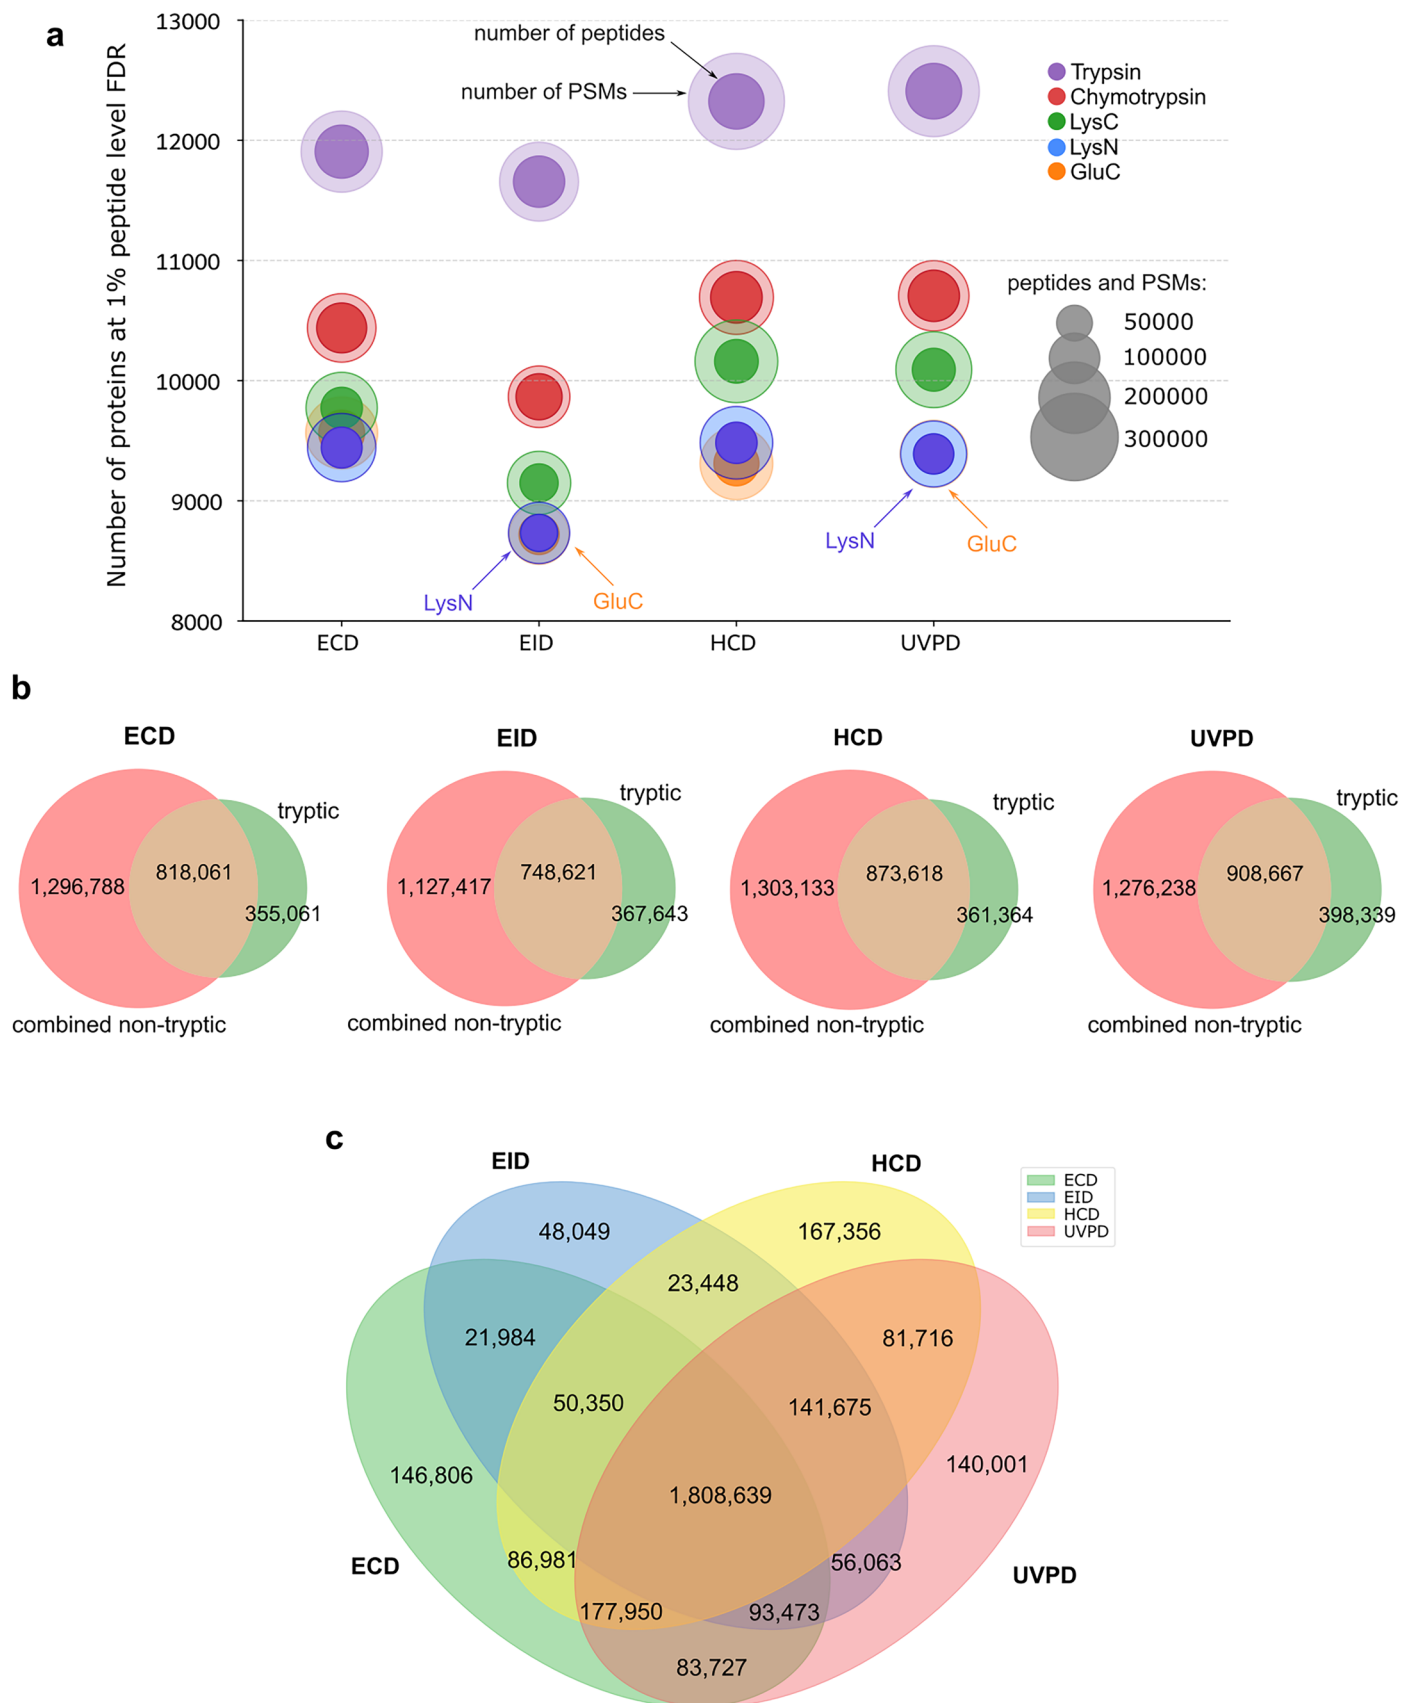 a
Number of proteins at 1% peptide level FDR
13000
12000
11000
10000
9000
8000
number of peptides
number of PSMs
Trypsin
Chymotrypsin
LysC
LysN
GluC
peptides and PSMs:
50000
100000
200000
300000
LysN
GluC
LysN
GluC
ECD
EID
HCD
UVPD
b
ECD
tryptic
1,296,788
818,061
355,061
combined non-tryptic
EID
tryptic
1,127,417
748,621
367,643
combined non-tryptic
HCD
tryptic
1,303,133
873,618
361,364
combined non-tryptic
UVPD
tryptic
1,276,238
908,667
398,339
combined non-tryptic
c
EID
HCD
ECD
EID
HCD
UVPD
48,049
167,356
23,448
21,984
81,716
50,350
141,675
146,806
140,001
1,808,639
86,981
56,063
ECD
UVPD
177,950
93,473
83,727